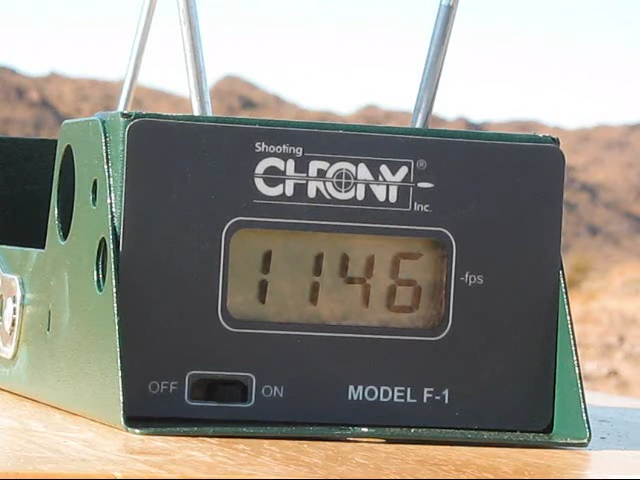 Shooting
CHRONY®
Inc.
1146 -fps
OFF ON MODEL F-1